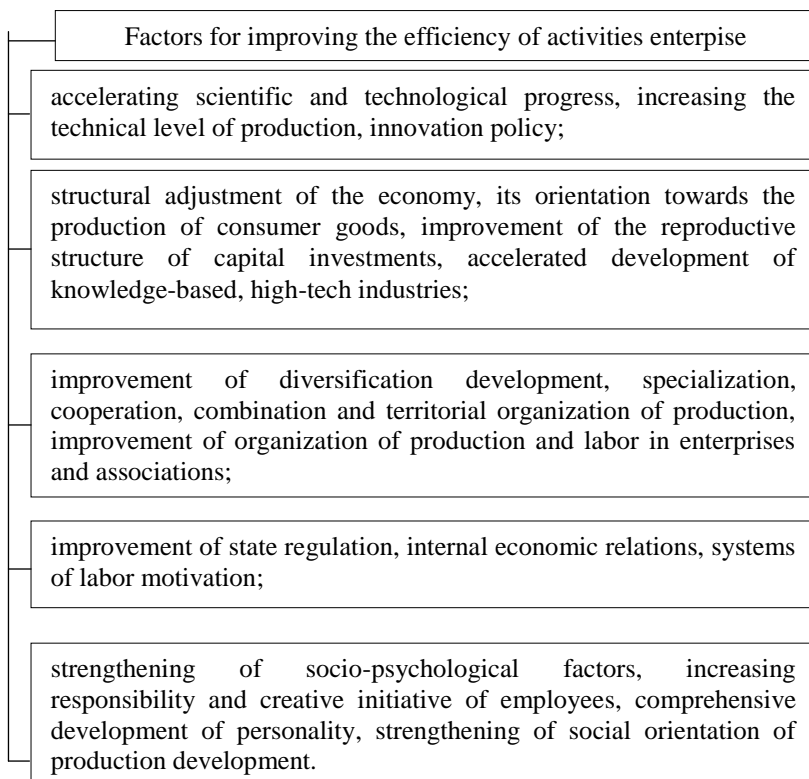 Factors for improving the efficiency of activities enterpise
accelerating scientific and technological progress, increasing the
technical level of production, innovation policy;
structural adjustment of the economy, its orientation towards the
production of consumer goods, improvement of the reproductive
structure of capital investments, accelerated development of
knowledge-based, high-tech industries;
improvement of diversification development, specialization,
cooperation, combination and territorial organization of production,
improvement of organization of production and labor in enterprises
and associations;
improvement of state regulation, internal economic relations, systems
of labor motivation;
strengthening of socio-psychological factors, increasing
responsibility and creative initiative of employees, comprehensive
development of personality, strengthening of social orientation of
production development.